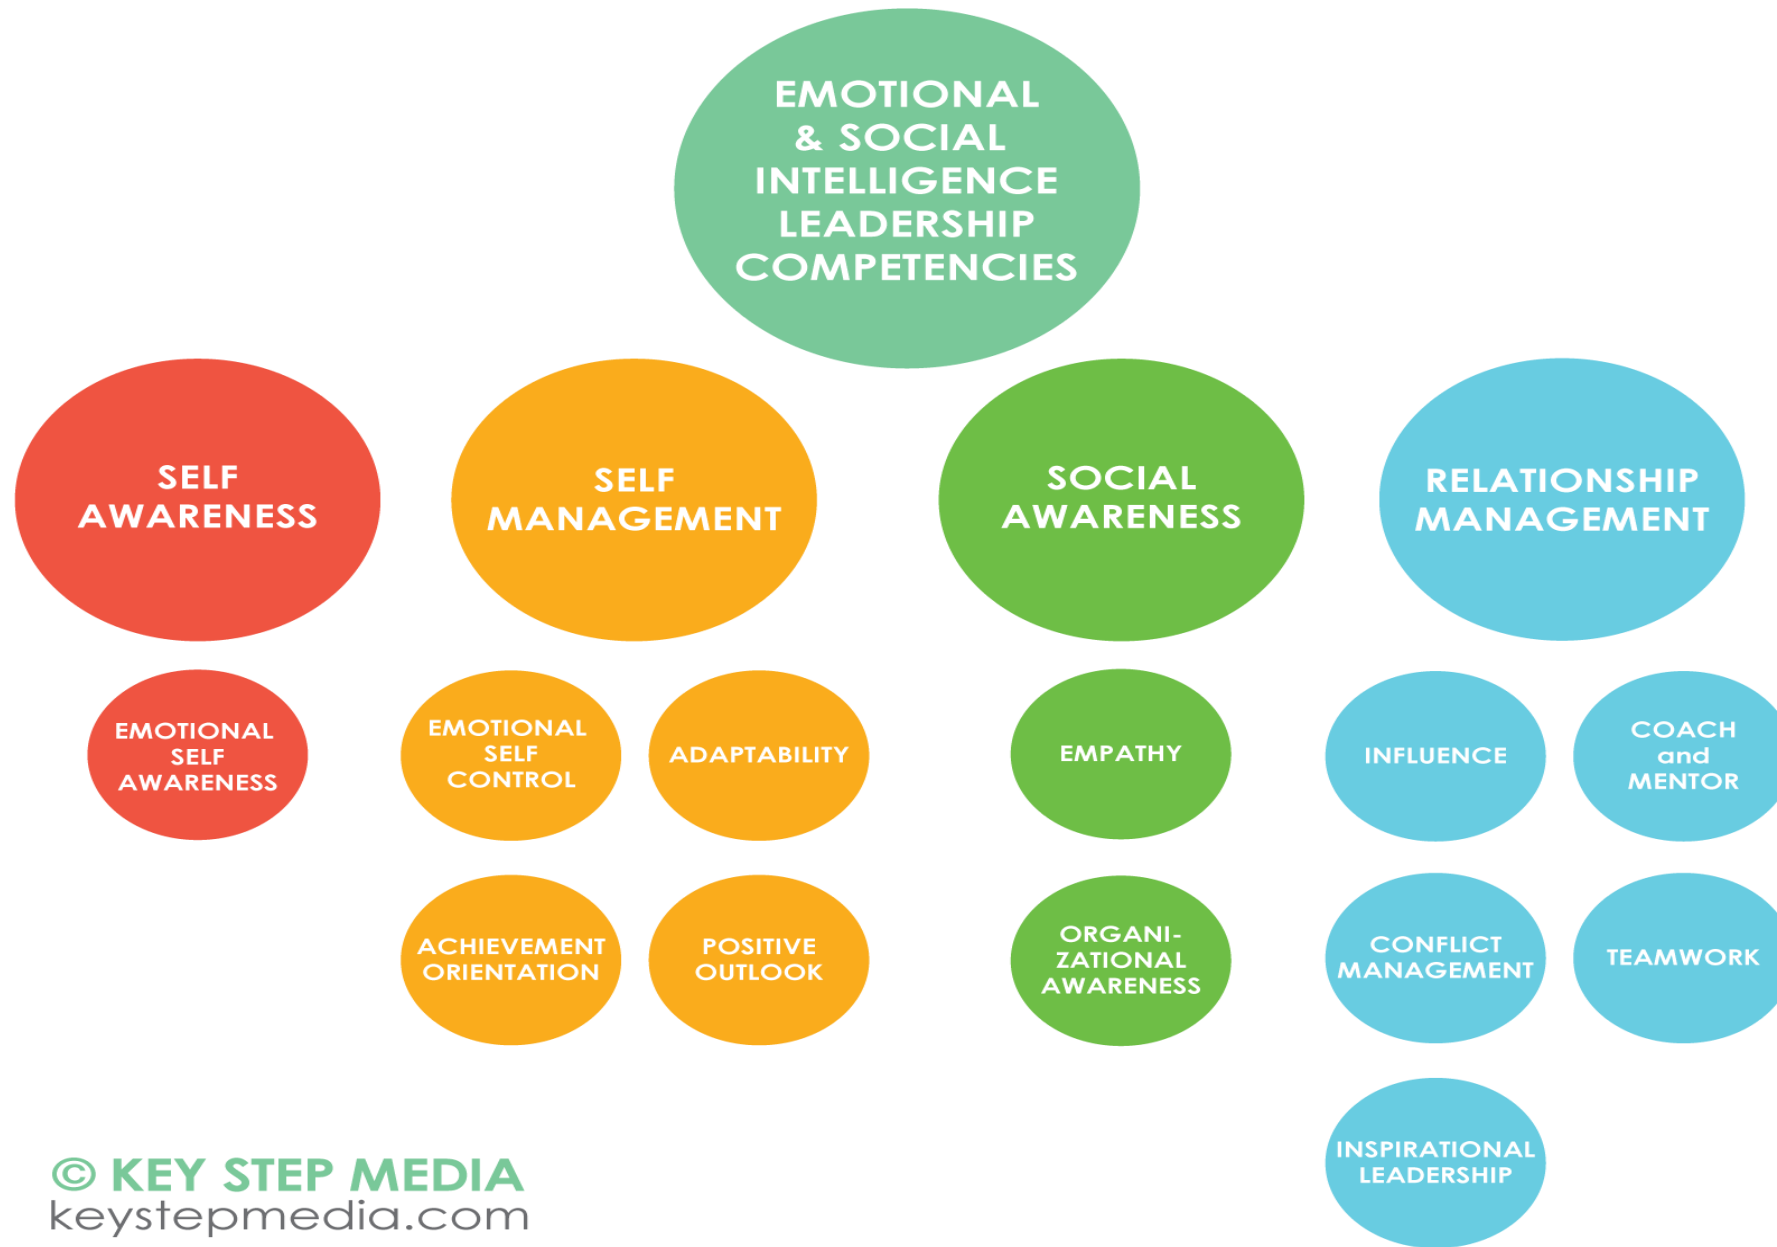 EMOTIONAL
& SOCIAL
INTELLIGENCE
LEADERSHIP
COMPETENCIES
SELF
AWARENESS
SELF
MANAGEMENT
SOCIAL
AWARENESS
RELATIONSHIP
MANAGEMENT
EMOTIONAL
SELF
AWARENESS
EMOTIONAL
SELF
CONTROL
ADAPTABILITY
EMPATHY
INFLUENCE
COACH
and
MENTOR
ACHIEVEMENT
ORIENTATION
POSITIVE
OUTLOOK
ORGANI-
ZATIONAL
AWARENESS
CONFLICT
MANAGEMENT
TEAMWORK
INSPIRATIONAL
LEADERSHIP
© KEY STEP MEDIA
keystepmedia.com